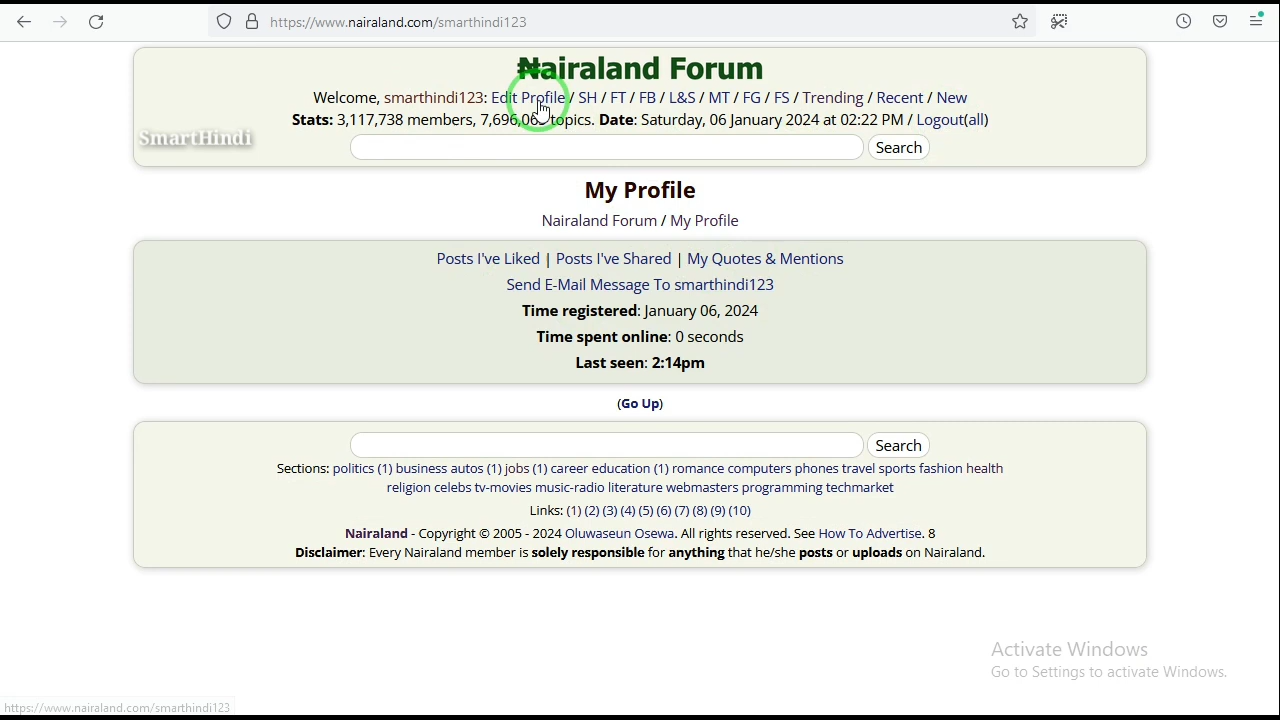 https://www.nairaland.com/smarthindi123
₦airaland Forum
Welcome, smarthindi123: Edit Profile / SH / FT / FB / L&S / MT / FG / FS / Trending / Recent / New
Stats: 3,117,738 members, topics. Date: Saturday, 06 January 2024 at 02:22 PM / Logout(all)
SmartHindi
Search
My Profile
Nairaland Forum / My Profile
Posts I've Liked | Posts I've Shared | My Quotes & Mentions
Send E-Mail Message To smarthindi123
Time registered: January 06, 2024
Time spent online: 0 seconds
Last seen: 2:14pm
(Go Up)
Search
Sections: politics (1) business autos (1) jobs (1) career education (1) romance computers phones travel sports fashion health
religion celebs tv-movies music-radio literature webmasters programming techmarket
Links: (1) (2) (3) (4) (5) (6) (7) (8) (9) (10)
Nairaland - Copyright © 2005 - 2024 Oluwaseun Osewa. All rights reserved. See How To Advertise. 8
Disclaimer: Every Nairaland member is solely responsible for anything that he/she posts or uploads on Nairaland.
Activate Windows
Go to Settings to activate Windows.
https://www.nairaland.com/smarthindi123